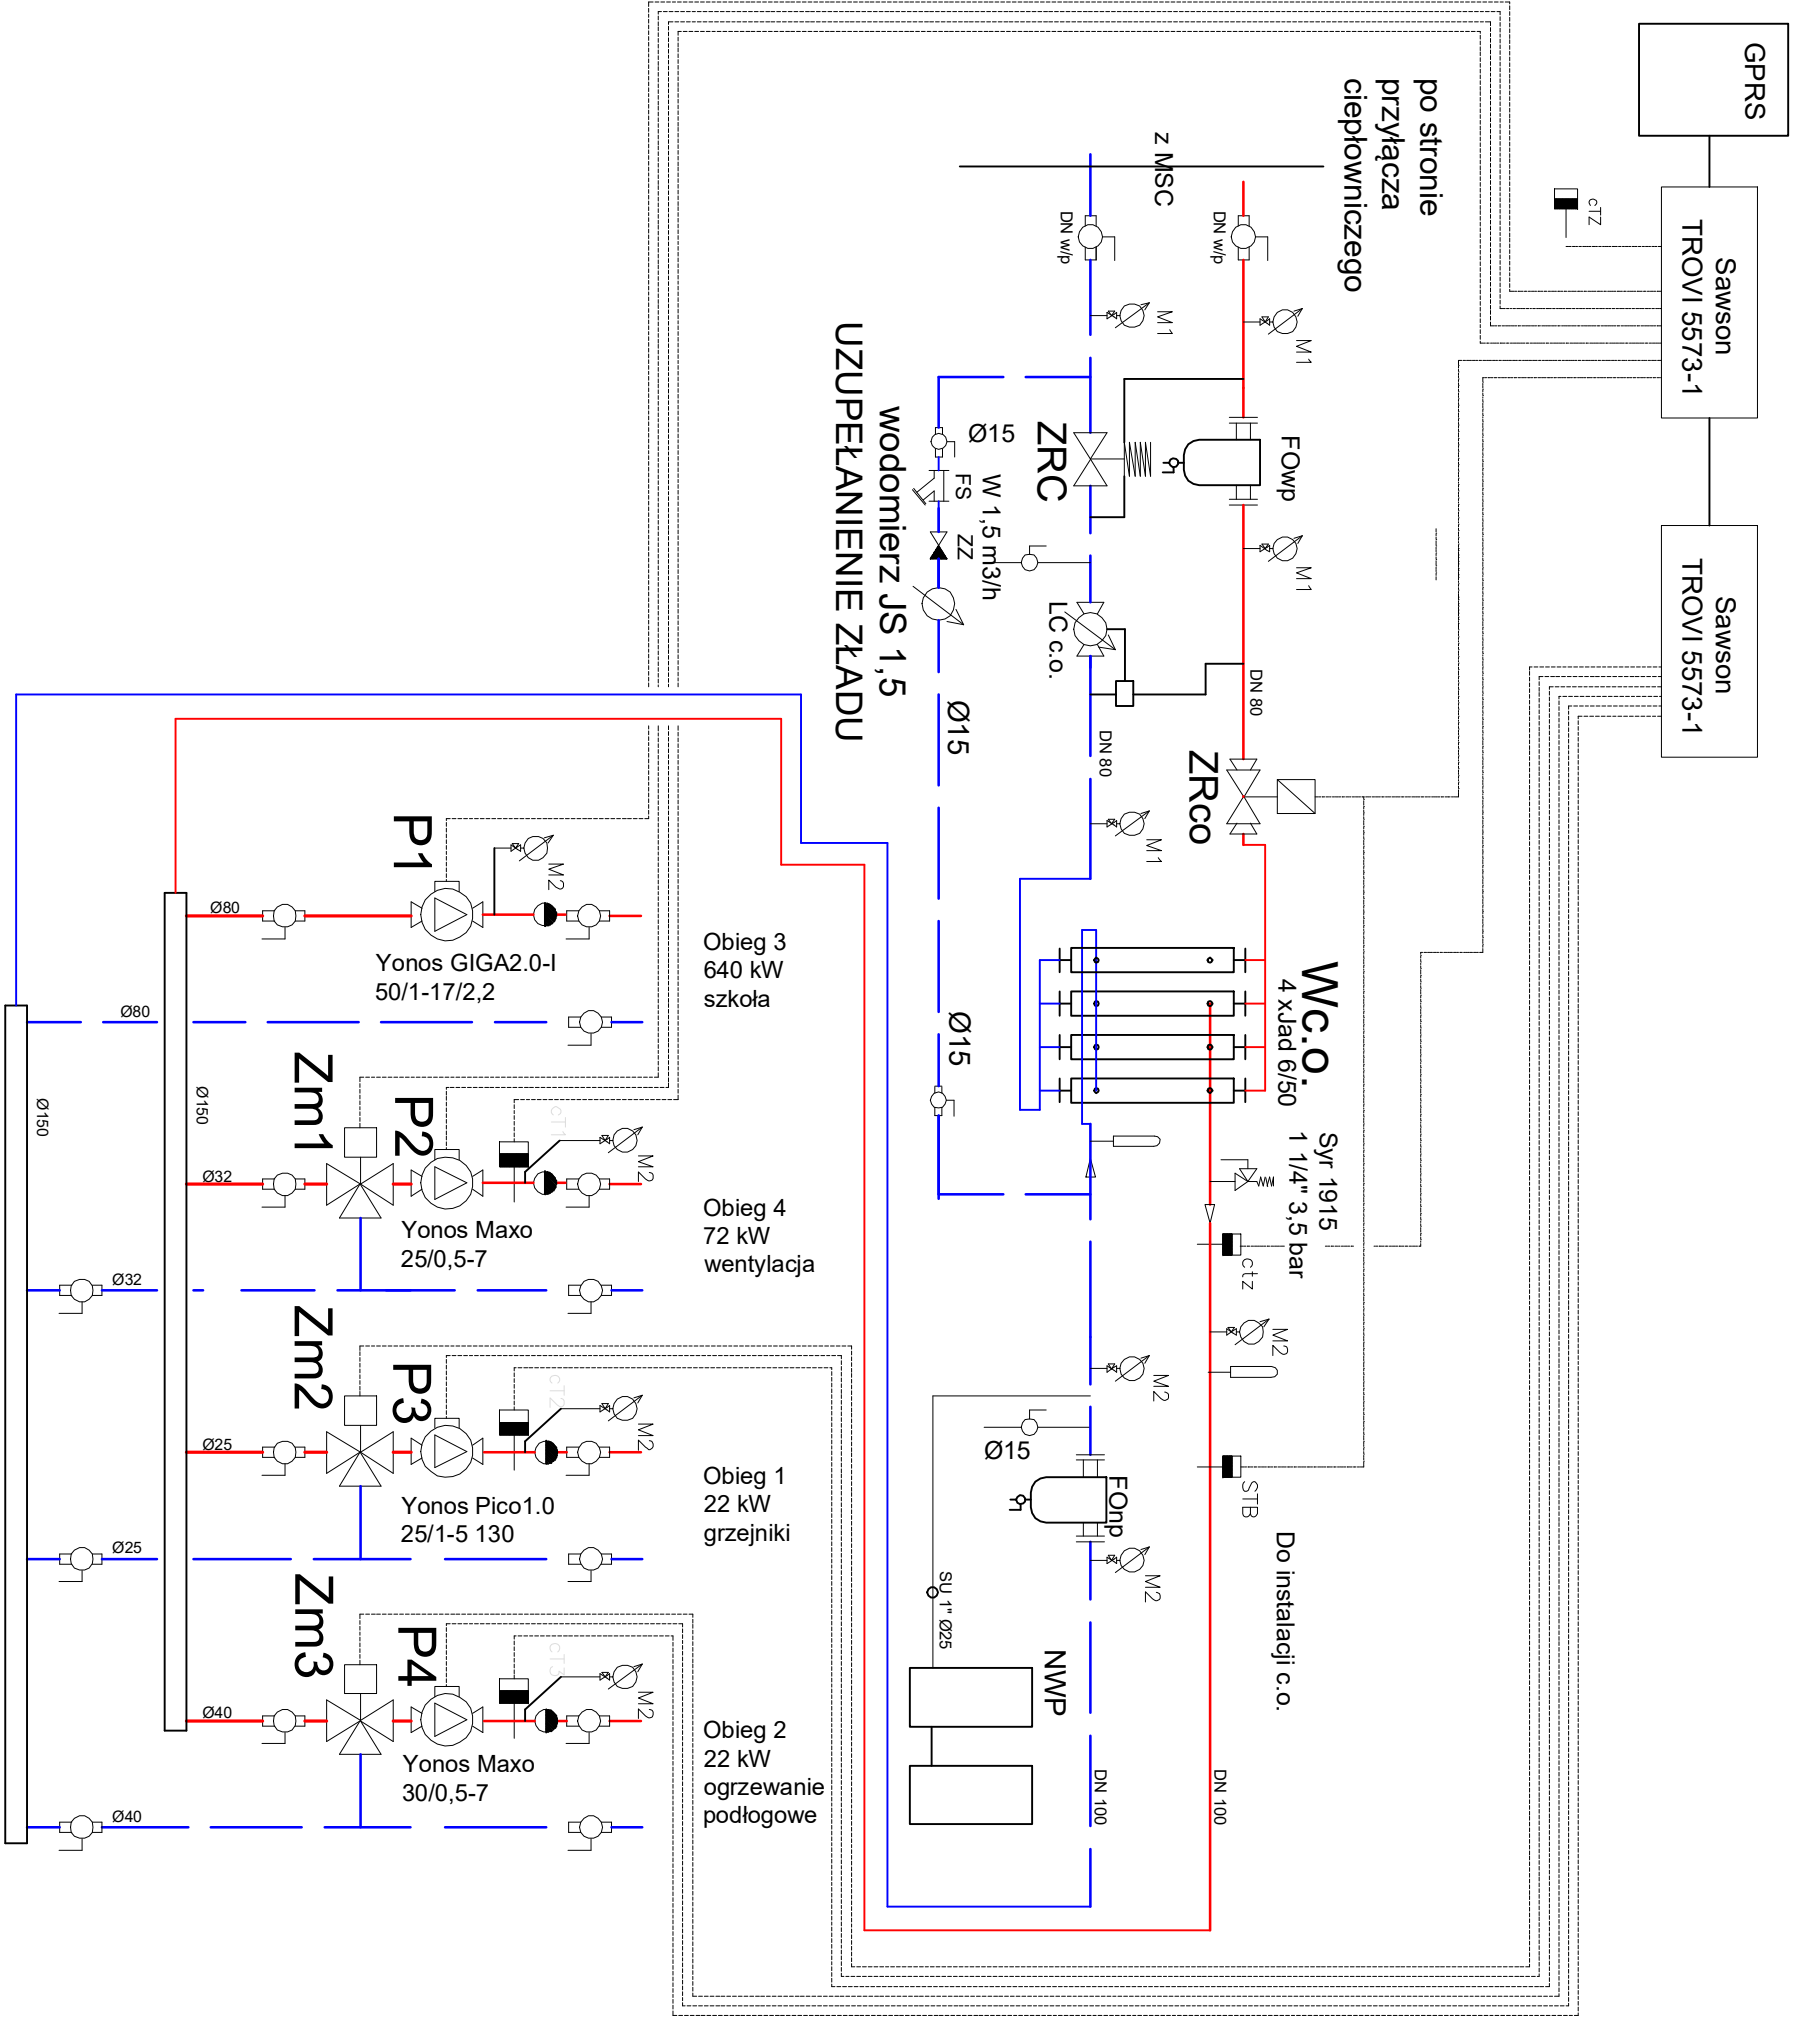 GPRS
Sawson
TROVI 5573-1
Sawson
TROVI 5573-1
cTZ
po stronie
przyłącza
ciepłowniczego
z MSC
DN w/p
DN w/p
M1
M1
FOwp
M1
ZRC
Ø15
FS
W 1,5 m3/h
ZZ
LC c.o.
wodomierz JS 1,5
UZUPEŁANIENIE ZŁADU
DN 80
DN 80
ZRco
M1
Ø15
Ø15
Wc.o.
4 xJad 6/50
Syr 1915
1 1/4" 3,5 bar
ctz
M2
STB
M2
Ø15
FOnp
M2
Do instalacji c.o.
SU 1" Ø25
NWP
DN 100
DN 100
P1
M2
Ø80
Yonos GIGA2.0-I
50/1-17/2,2
Obieg 3
640 kW
szkoła
Ø80
Ø150
Ø150
Zm1
P2
cT1
M2
Ø32
Yonos Maxo
25/0,5-7
Obieg 4
72 kW
wentylacja
Ø32
Zm2
P3
cT2
M2
Ø25
Yonos Pico1.0
25/1-5 130
Obieg 1
22 kW
grzejniki
Ø25
Zm3
P4
cT3
M2
Ø40
Yonos Maxo
30/0,5-7
Obieg 2
22 kW
ogrzewanie
podłogowe
Ø40